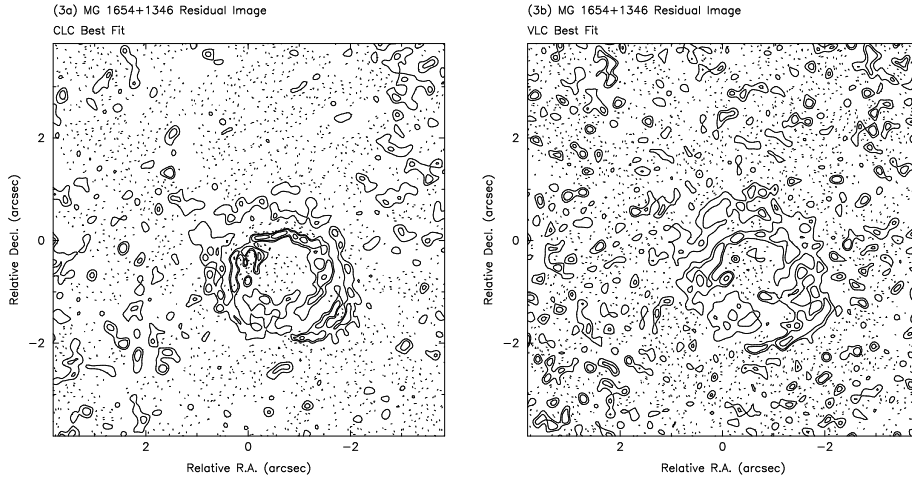 (3a) MG 1654+1346 Residual Image
CLC Best Fit
2
0
−2
Relative Decl. (arcsec)
2
0
−2
Relative R.A. (arcsec)
(3b) MG 1654+1346 Residual Image
VLC Best Fit
2
0
−2
Relative Decl. (arcsec)
2
0
−2
Relative R.A. (arcsec)